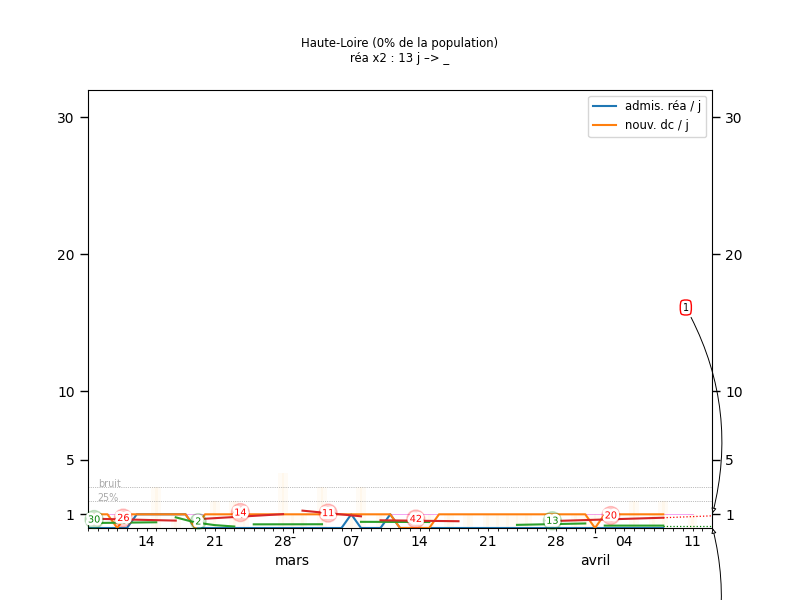 Haute-Loire (0% de la population)
réa x2 : 13 j –> _
admis. réa / j
nouv. dc / j
30 30
20 20
1
10 10
5 5
bruit
25%
1 1
30 26 2 14 11 42 13 20
14 21 28 07 14 21 28 04 11
mars avril